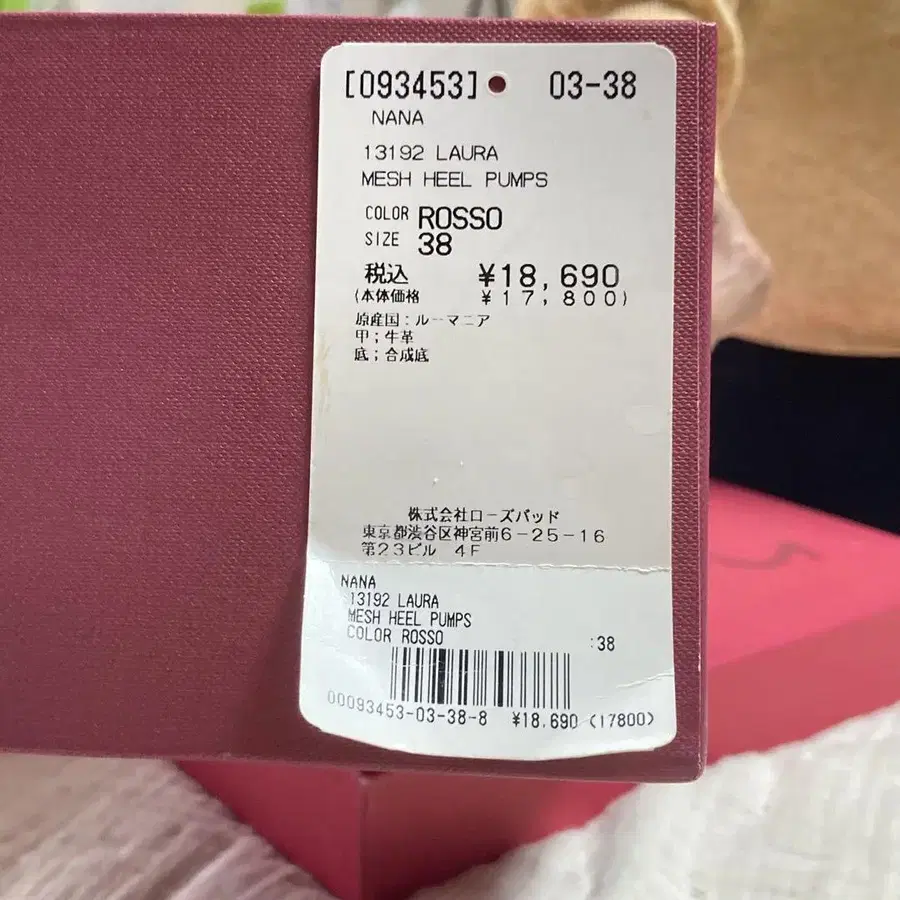 [093453] 03-38
NANA
13192 LAURA
MESH HEEL PUMPS
COLOR ROSSO
SIZE 38
税込 ¥18,690
(本体価格 ¥17,800)
原産国:ルーマニア
甲;牛革
底;合成底
株式会社ローズバッド
東京都渋谷区神宮前6-25-16
第23ビル 4F
NANA
13192 LAURA
MESH HEEL PUMPS
COLOR ROSSO :38
00093453-03-38-8 ¥18,690 (17800)